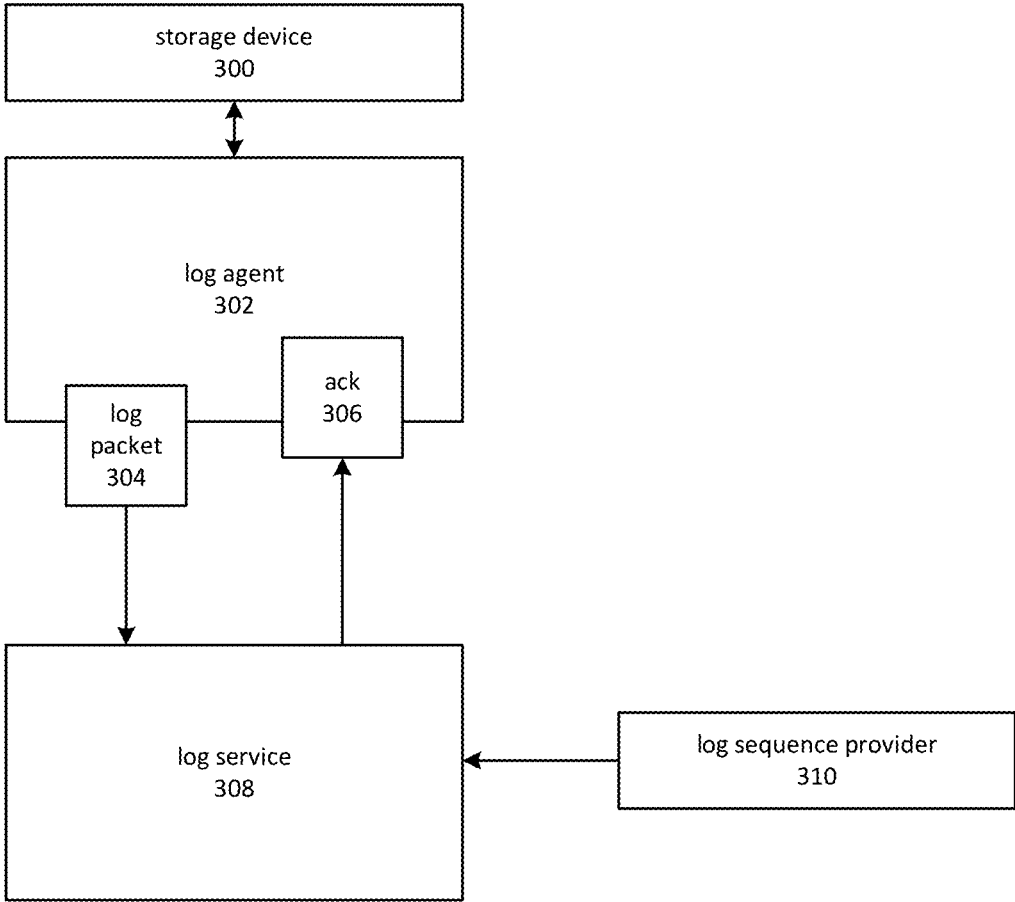 storage device
300
log agent
302
ack
306
log
packet
304
log service
308
log sequence provider
310